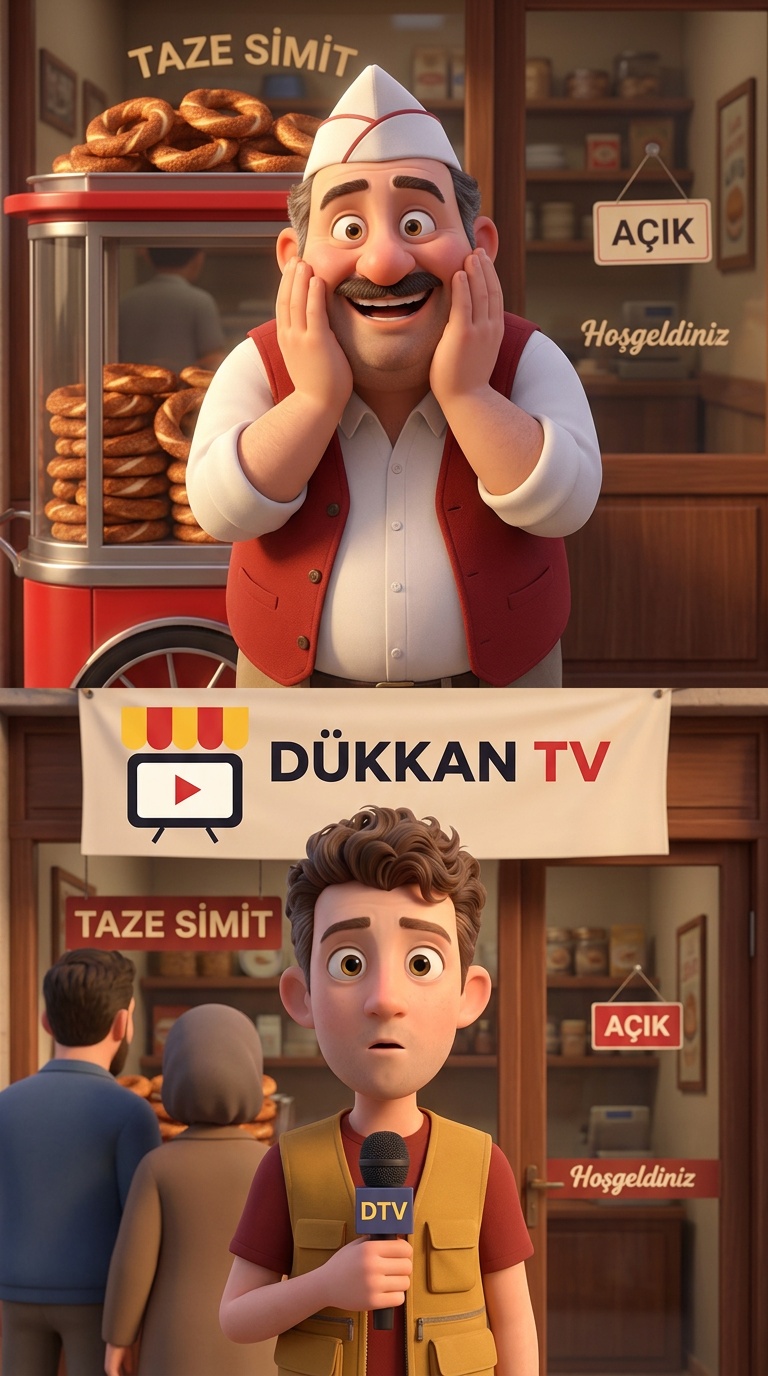 TAZE SİMİT
AÇIK
Hoşgeldiniz
DÜKKAN TV
TAZE SİMİT
AÇIK
Hoşgeldiniz
DTV